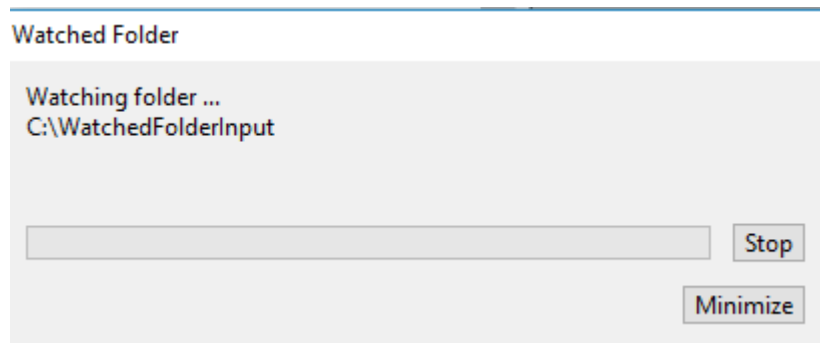 Watched Folder
Watching folder ...
C:\WatchedFolderInput
Stop
Minimize